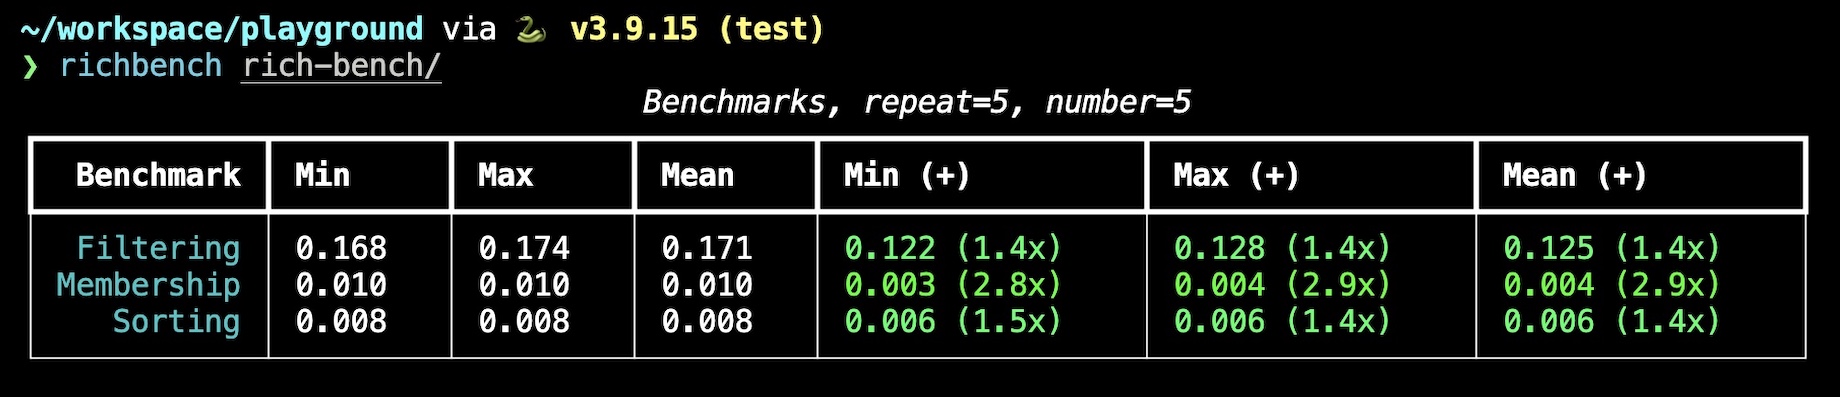 ~/workspace/playground via 🐍 v3.9.15 (test)
❯ richbench rich-bench/
Benchmarks, repeat=5, number=5
Benchmark Min Max Mean Min (+) Max (+) Mean (+)
Filtering 0.168 0.174 0.171 0.122 (1.4x) 0.128 (1.4x) 0.125 (1.4x)
Membership 0.010 0.010 0.010 0.003 (2.8x) 0.004 (2.9x) 0.004 (2.9x)
Sorting 0.008 0.008 0.008 0.006 (1.5x) 0.006 (1.4x) 0.006 (1.4x)